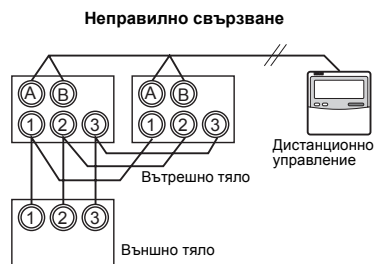 Неправилно свързване
A B A B
1 2 3 1 2 3
Дистанционно
управление
Вътрешно тяло
1 2 3
Външно тяло